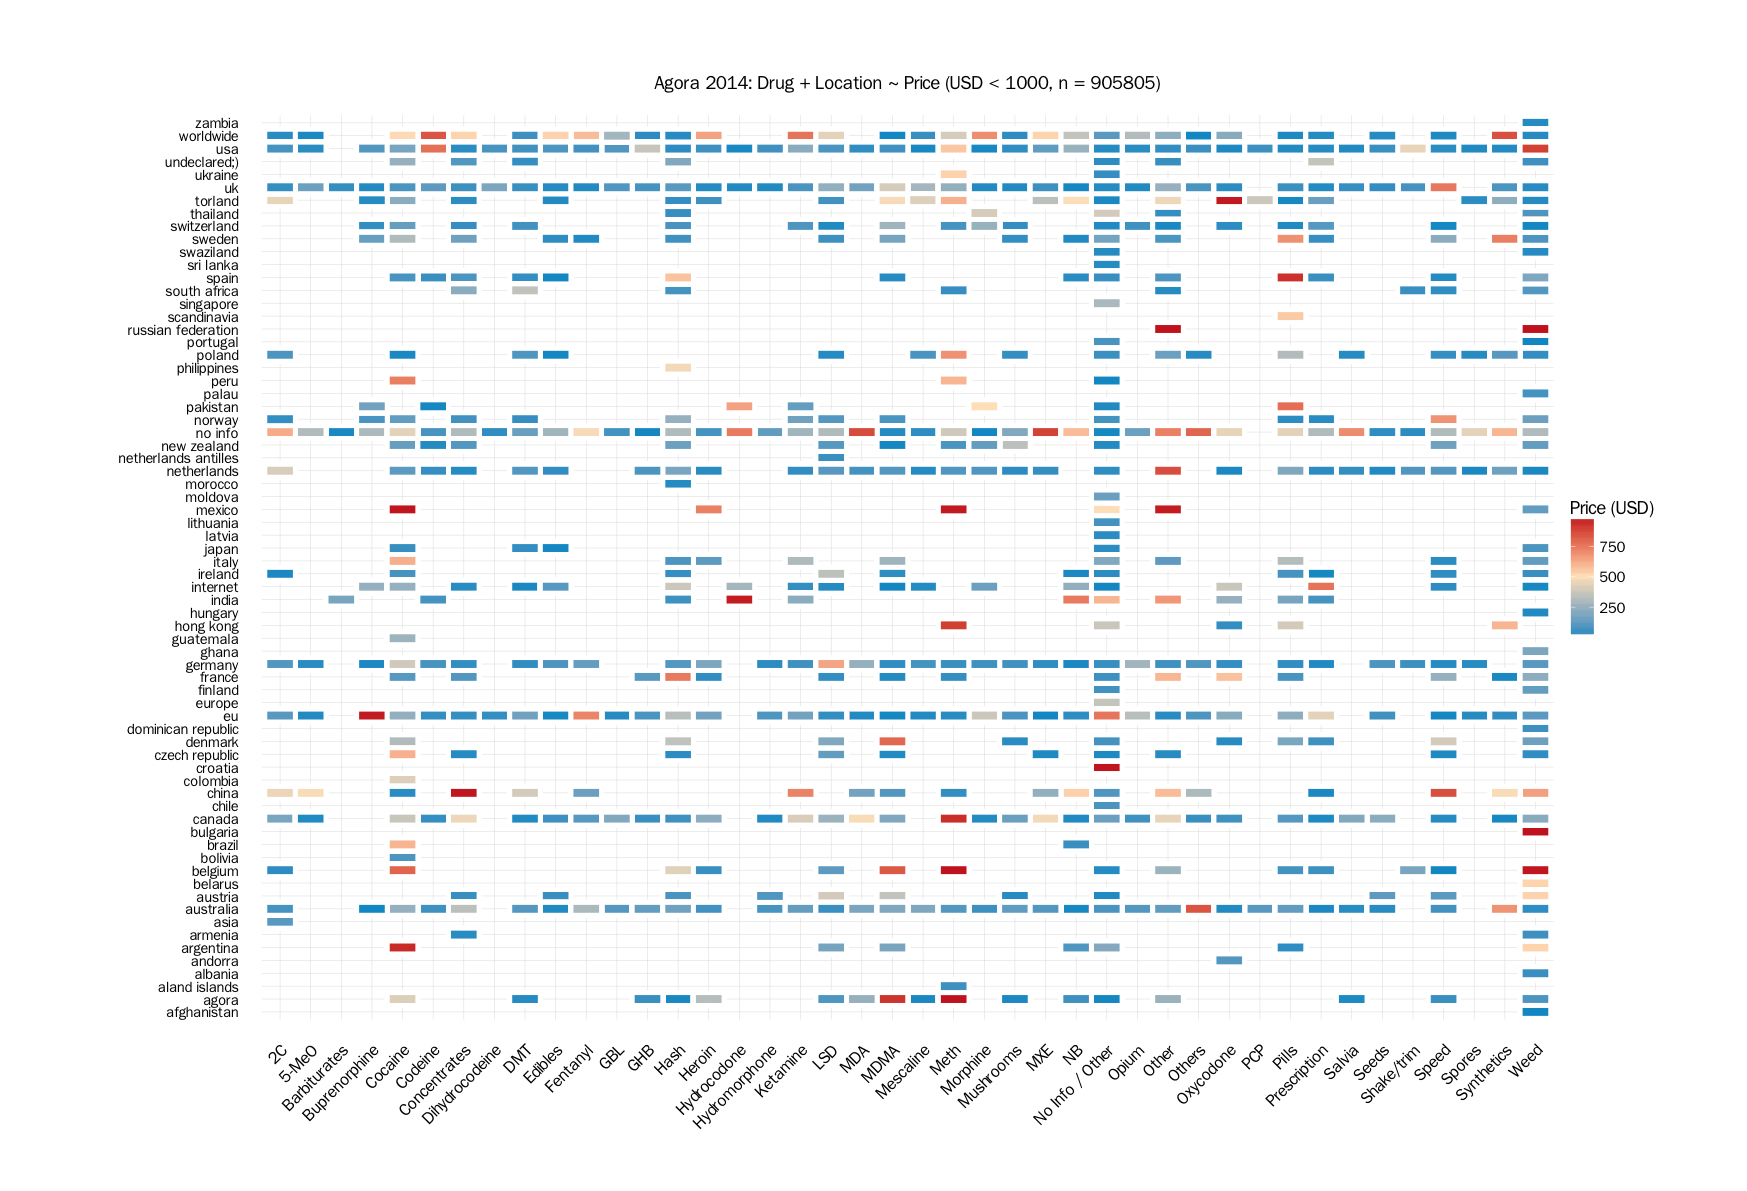 Agora 2014: Drug + Location ~ Price (USD < 1000, n = 905805)
zambia
worldwide
usa
undeclared;)
ukraine
uk
torland
thailand
switzerland
sweden
swaziland
sri lanka
spain
south africa
singapore
scandinavia
russian federation
portugal
poland
philippines
peru
palau
pakistan
norway
no info
new zealand
netherlands antilles
netherlands
morocco
moldova
mexico
lithuania
latvia
japan
italy
ireland
internet
india
hungary
hong kong
guatemala
ghana
germany
france
finland
europe
eu
dominican republic
denmark
czech republic
croatia
colombia
china
chile
canada
bulgaria
brazil
bolivia
belgium
belarus
austria
australia
asia
armenia
argentina
andorra
albania
aland islands
agora
afghanistan
Price (USD)
750
500
250
2C
5-MeO
Barbiturates
Buprenorphine
Cocaine
Codeine
Concentrates
Dihydrocodeine
DMT
Edibles
Fentanyl
GBL
GHB
Hash
Heroin
Hydrocodone
Hydromorphone
Ketamine
LSD
MDA
MDMA
Mescaline
Meth
Morphine
Mushrooms
MXE
NB
No Info / Other
Opium
Other
Others
Oxycodone
PCP
Pills
Prescription
Salvia
Seeds
Shake/trim
Speed
Spores
Synthetics
Weed